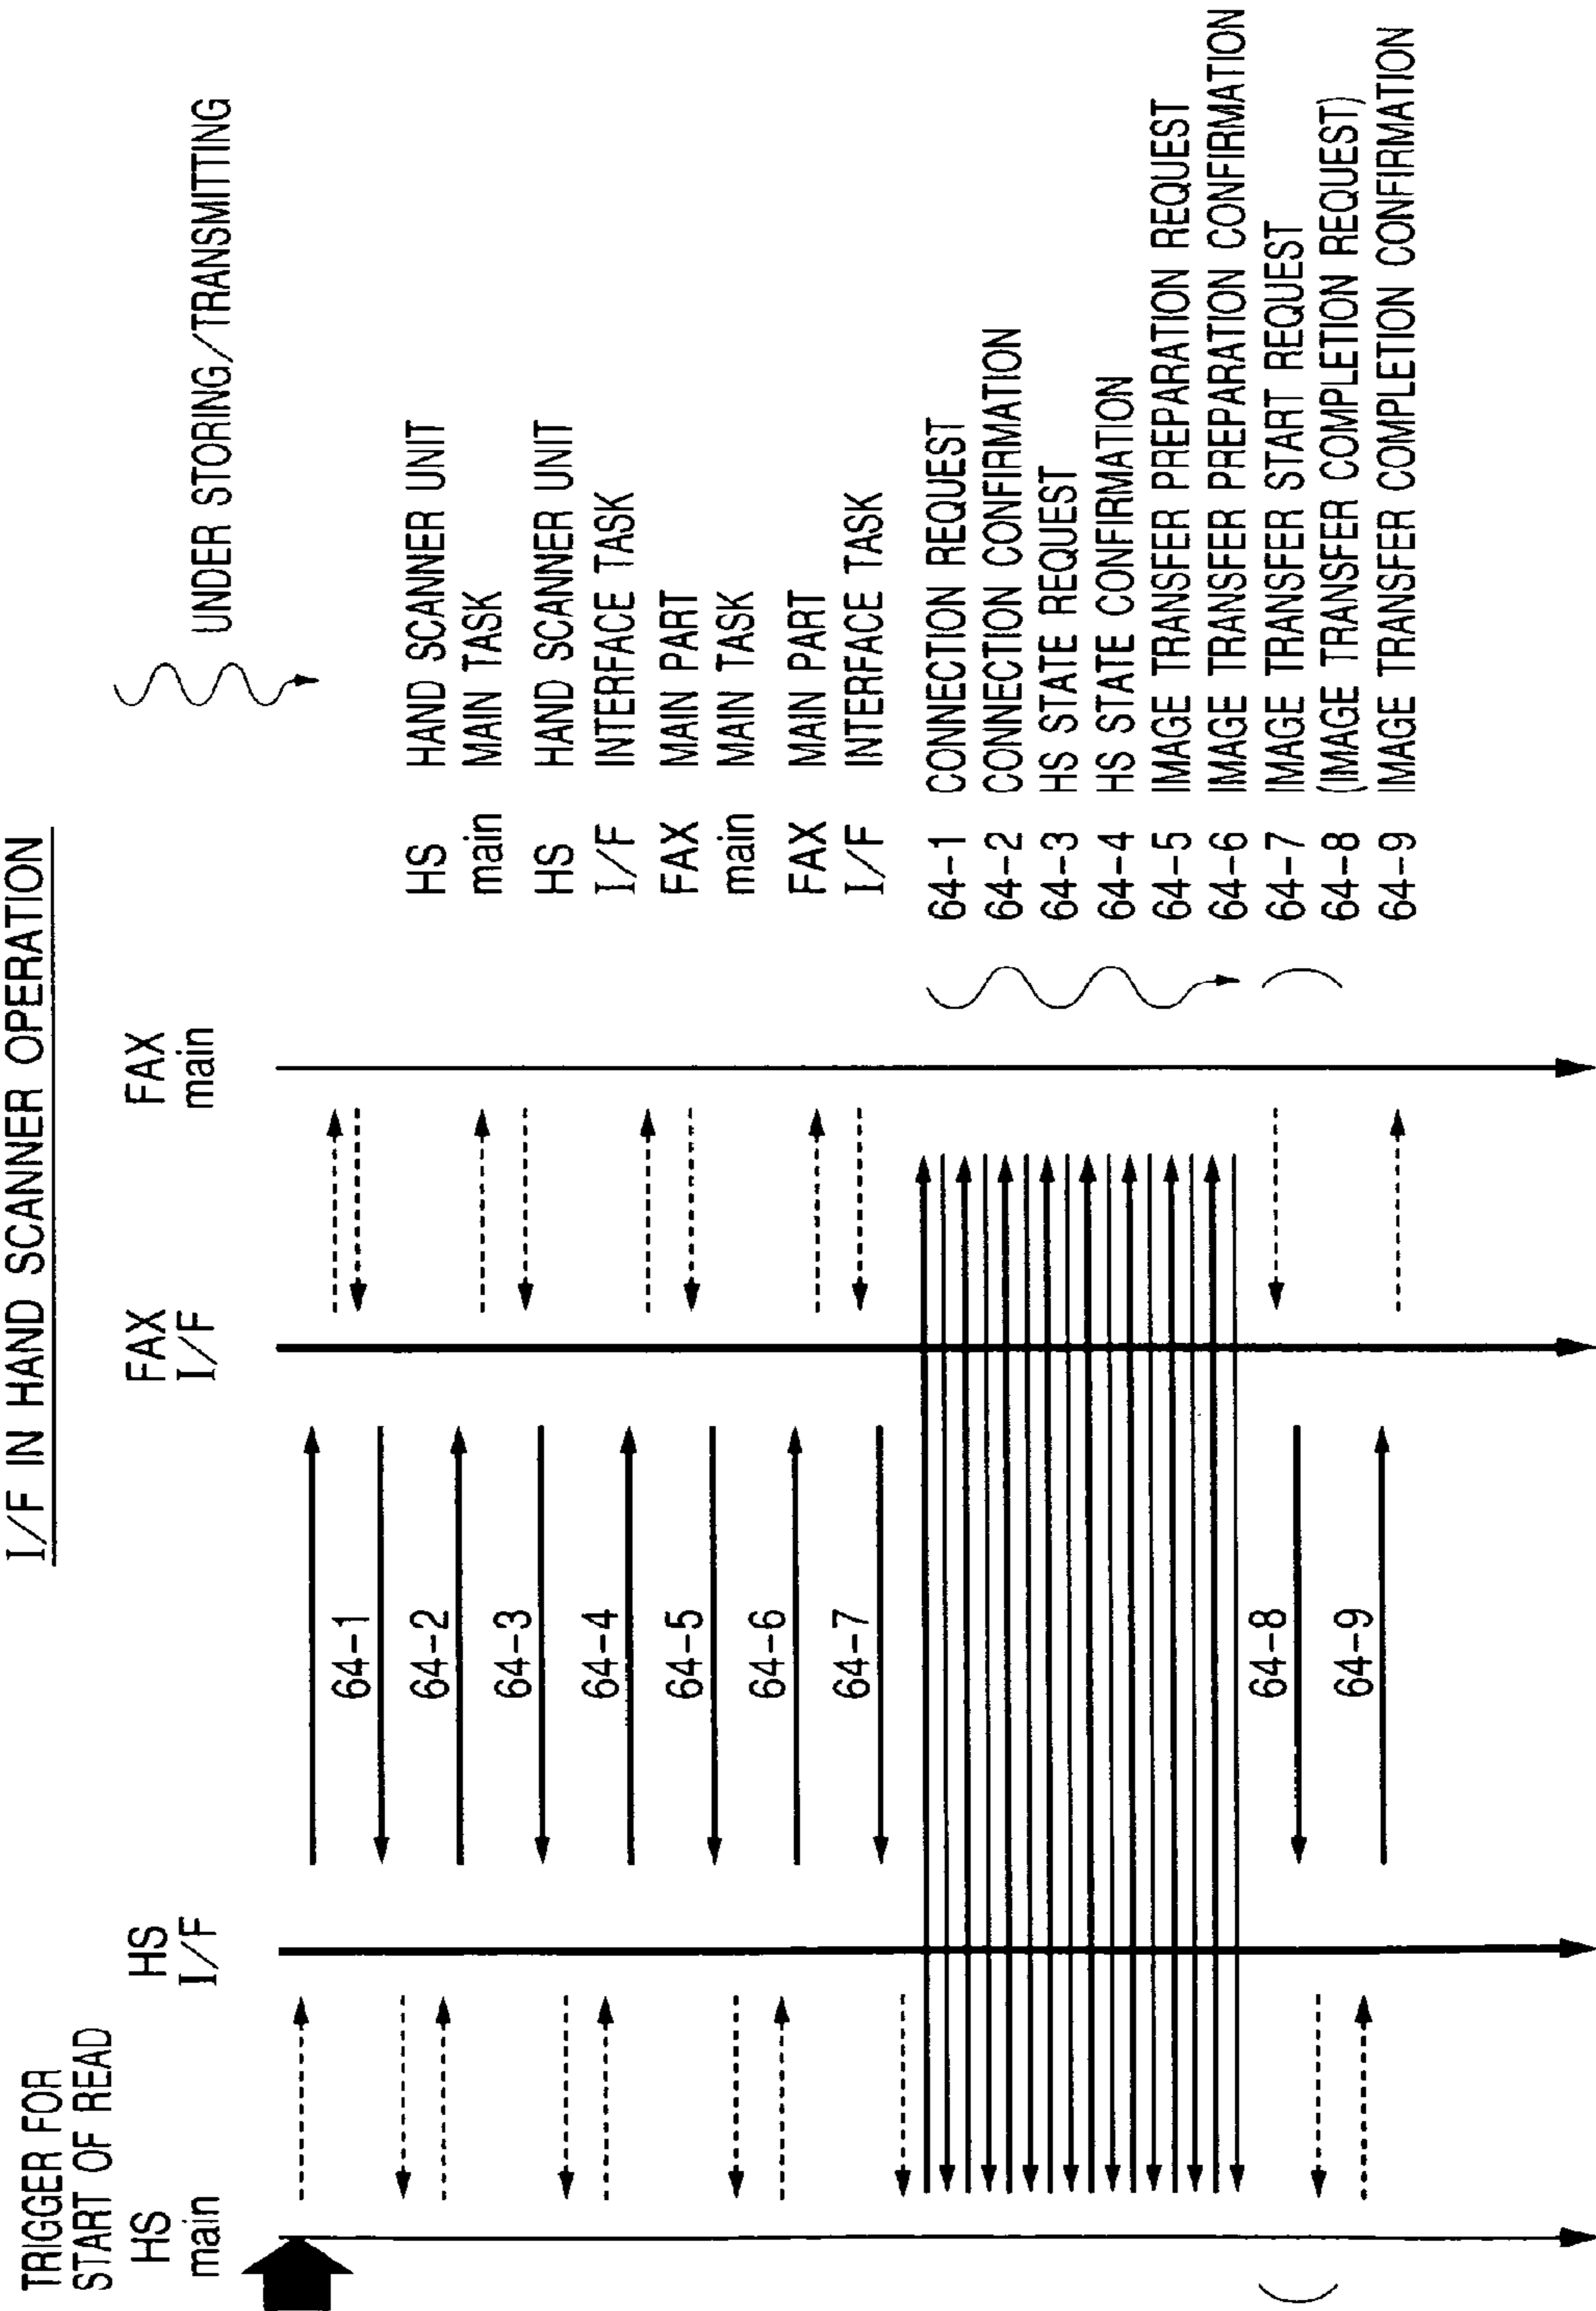 I/F IN HAND SCANNER OPERATION
TRIGGER FOR
START OF READ
HS
main
HS
I/F
FAX
I/F
FAX
main
64-1
64-2
64-3
64-4
64-5
64-6
64-7
64-8
64-9
UNDER STORING/TRANSMITTING
HS HAND SCANNER UNIT
main MAIN TASK
HS HAND SCANNER UNIT
I/F INTERFACE TASK
FAX MAIN PART
main MAIN TASK
FAX MAIN PART
I/F INTERFACE TASK
64-1 CONNECTION REQUEST
64-2 CONNECTION CONFIRMATION
64-3 HS STATE REQUEST
64-4 HS STATE CONFIRMATION
64-5 IMAGE TRANSFER PREPARATION REQUEST
64-6 IMAGE TRANSFER PREPARATION CONFIRMATION
64-7 IMAGE TRANSFER START REQUEST
64-8 (IMAGE TRANSFER COMPLETION REQUEST)
64-9 IMAGE TRANSFER COMPLETION CONFIRMATION